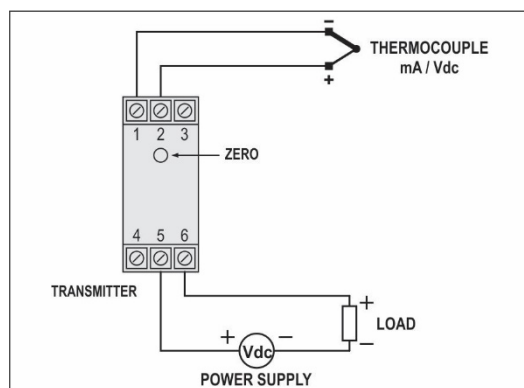 −
THERMOCOUPLE
mA / Vdc
+
1 2 3
ZERO
4 5 6
TRANSMITTER
+
LOAD
+ Vdc − −
POWER SUPPLY